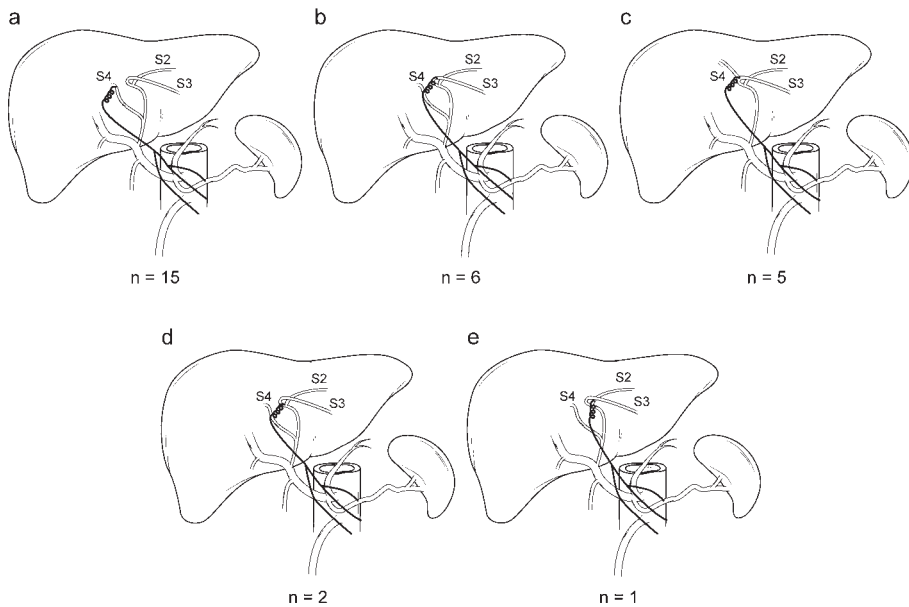 a
b
c
S2
S4
S3
S2
S4
S3
S2
S4
S3
n = 15
n = 6
n = 5
d
e
S2
S4
S3
S2
S4
S3
n = 2
n = 1